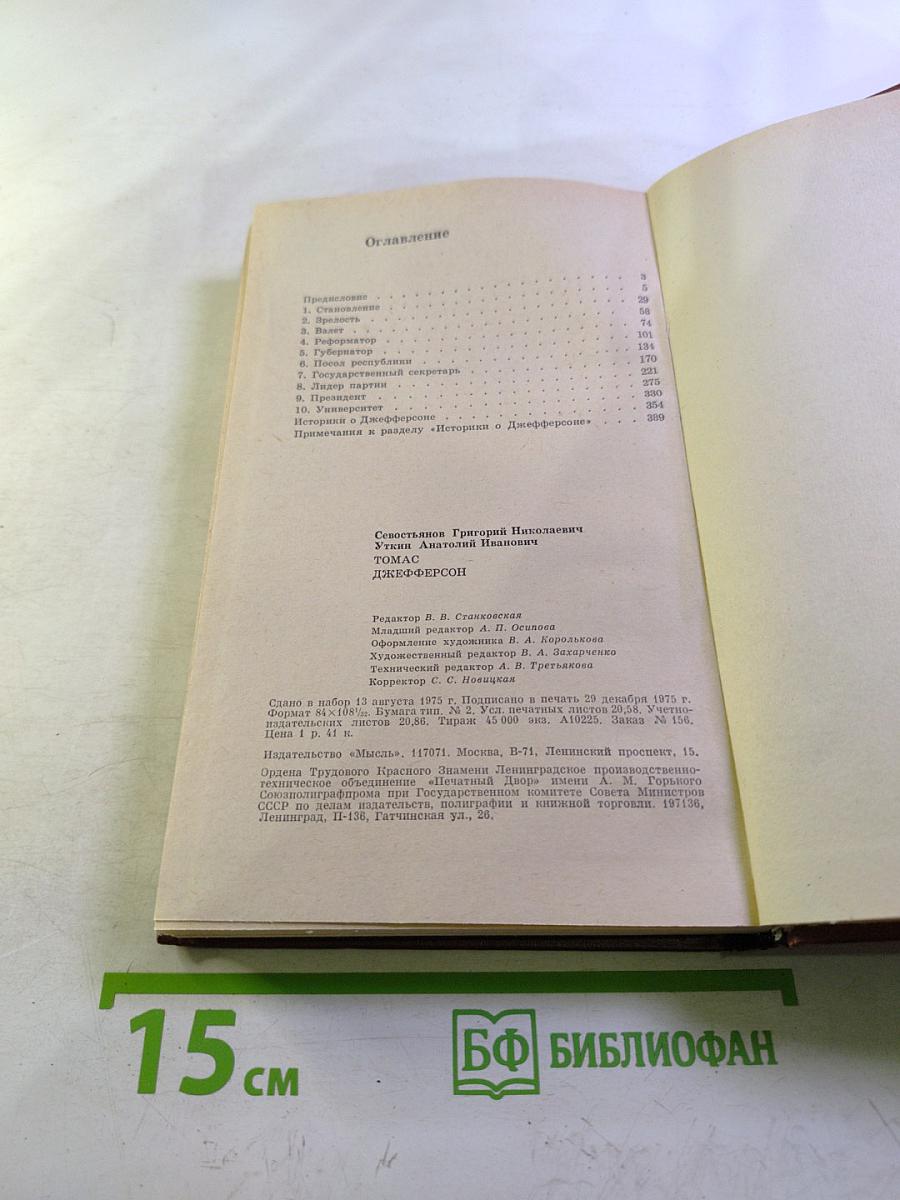 Оглавление
Предисловие . . . 3
1. Становление . . . 5
2. Зрелость . . . 29
3. Валет . . . 58
4. Реформатор . . . 74
5. Губернатор . . . 101
6. Посол республики . . . 134
7. Государственный секретарь . . . 170
8. Лидер партии . . . 221
9. Президент . . . 275
10. Университет . . . 330
Историки о Джефферсоне . . . 354
Примечания к разделу «Историки о Джефферсоне» . . . 389
Севостьянов Григорий Николаевич
Уткин Анатолий Иванович
ТОМАС
ДЖЕФФЕРСОН
Редактор В. В. Станковская
Младший редактор А. П. Осипова
Оформление художника В. А. Королькова
Художественный редактор В. А. Захарченко
Технический редактор А. В. Третьякова
Корректор С. С. Новицкая
Сдано в набор 13 августа 1975 г. Подписано в печать 29 декабря 1975 г.
Формат 84×108¹/₃₂. Бумага тип. № 2. Усл. печатных листов 20,58. Учетно-
издательских листов 20,86. Тираж 45 000 экз. А10225. Заказ № 156.
Цена 1 р. 41 к.
Издательство «Мысль». 117071. Москва, В-71, Ленинский проспект, 15.
Ордена Трудового Красного Знамени Ленинградское производственно-
техническое объединение «Печатный Двор» имени А. М. Горького
Союзполиграфпрома при Государственном комитете Совета Министров
СССР по делам издательств, полиграфии и книжной торговли. 197136,
Ленинград, П-136, Гатчинская ул., 26.
15 см
БФ БИБЛИОФАН